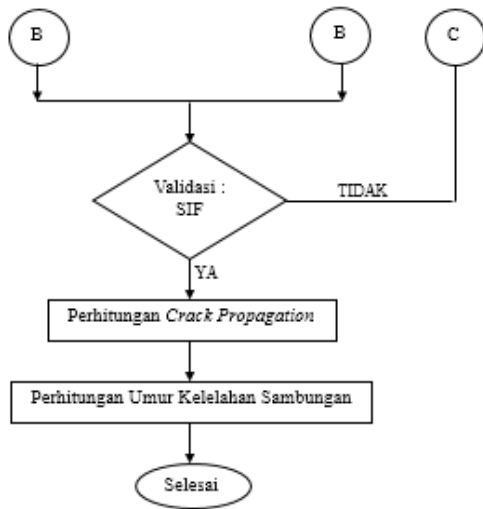 B
B
C
Validasi :
SIF
TIDAK
YA
Perhitungan Crack Propagation
Perhitungan Umur Kelelahan Sambungan
Selesai